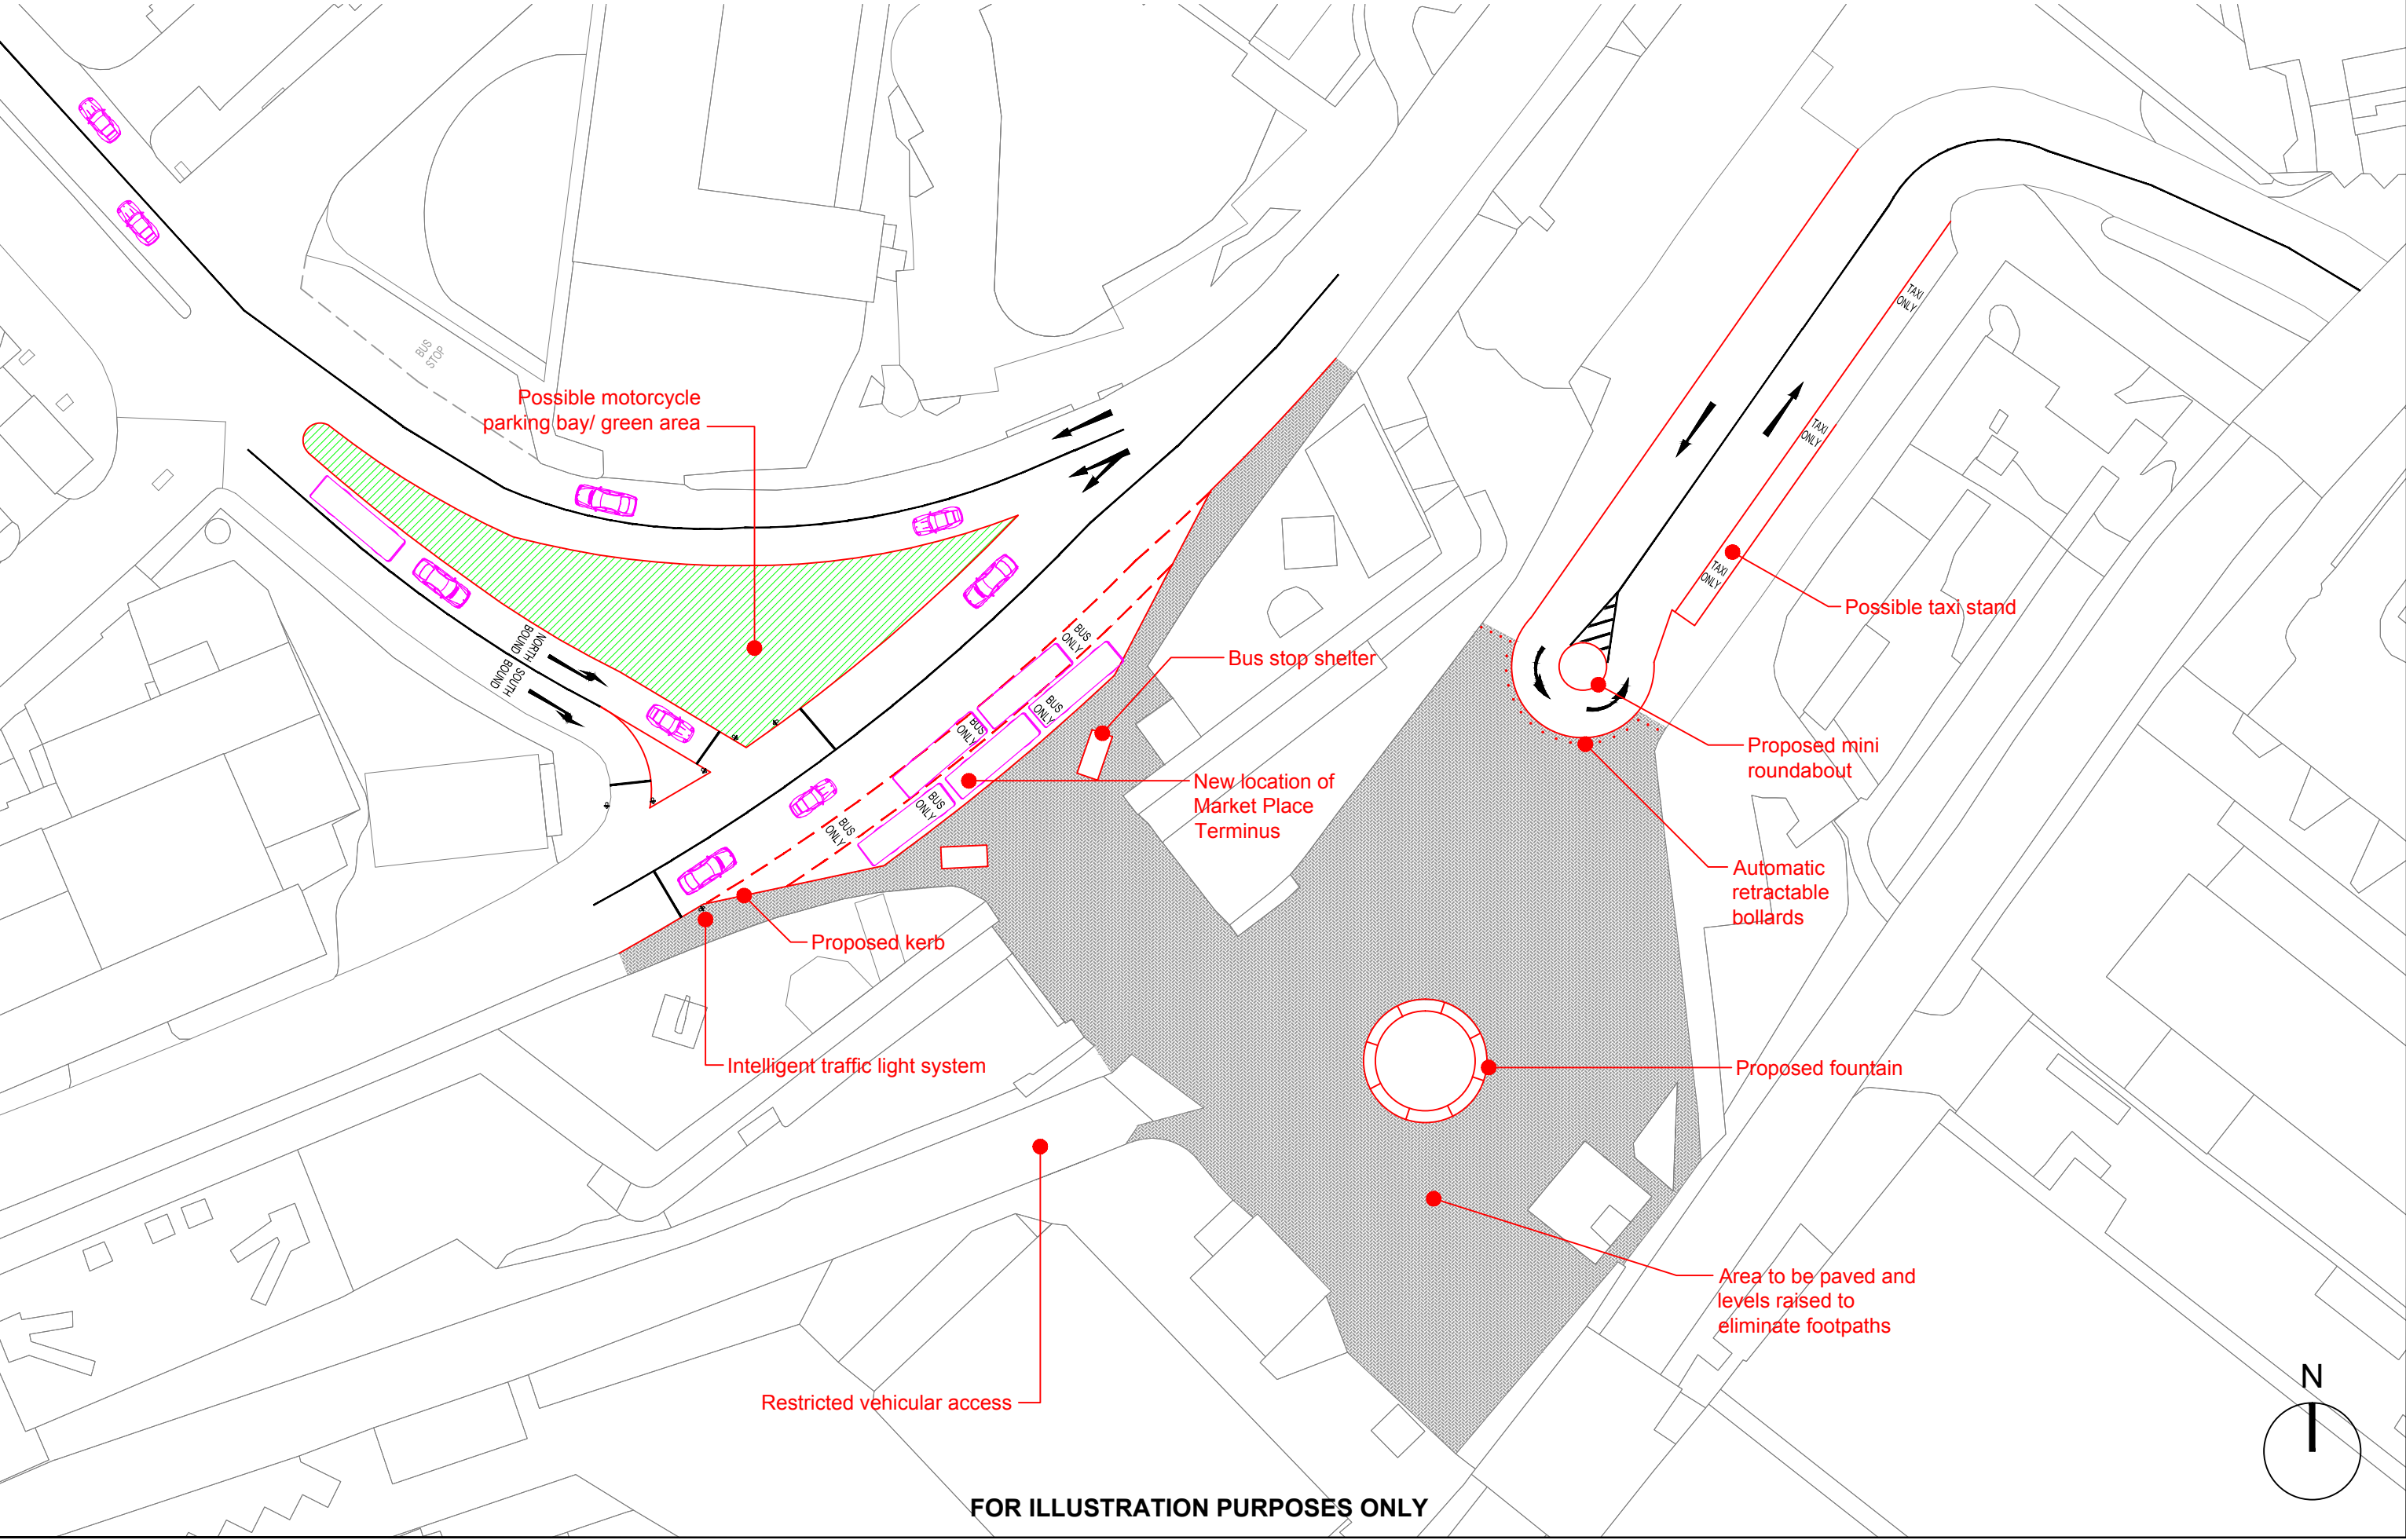 TAXI
ONLY
BUS
STOP
Possible motorcycle
parking bay/ green area
TAXI
ONLY
TAXI
ONLY
Possible taxi stand
NORTH
BOUND
SOUTH
BOUND
BUS
ONLY
Bus stop shelter
BUS
ONLY
BUS
ONLY
Proposed mini
roundabout
New location of
Market Place
Terminus
BUS
ONLY
BUS
ONLY
Automatic
retractable
bollards
Proposed kerb
Intelligent traffic light system
Proposed fountain
Area to be paved and
levels raised to
eliminate footpaths
Restricted vehicular access
N
FOR ILLUSTRATION PURPOSES ONLY